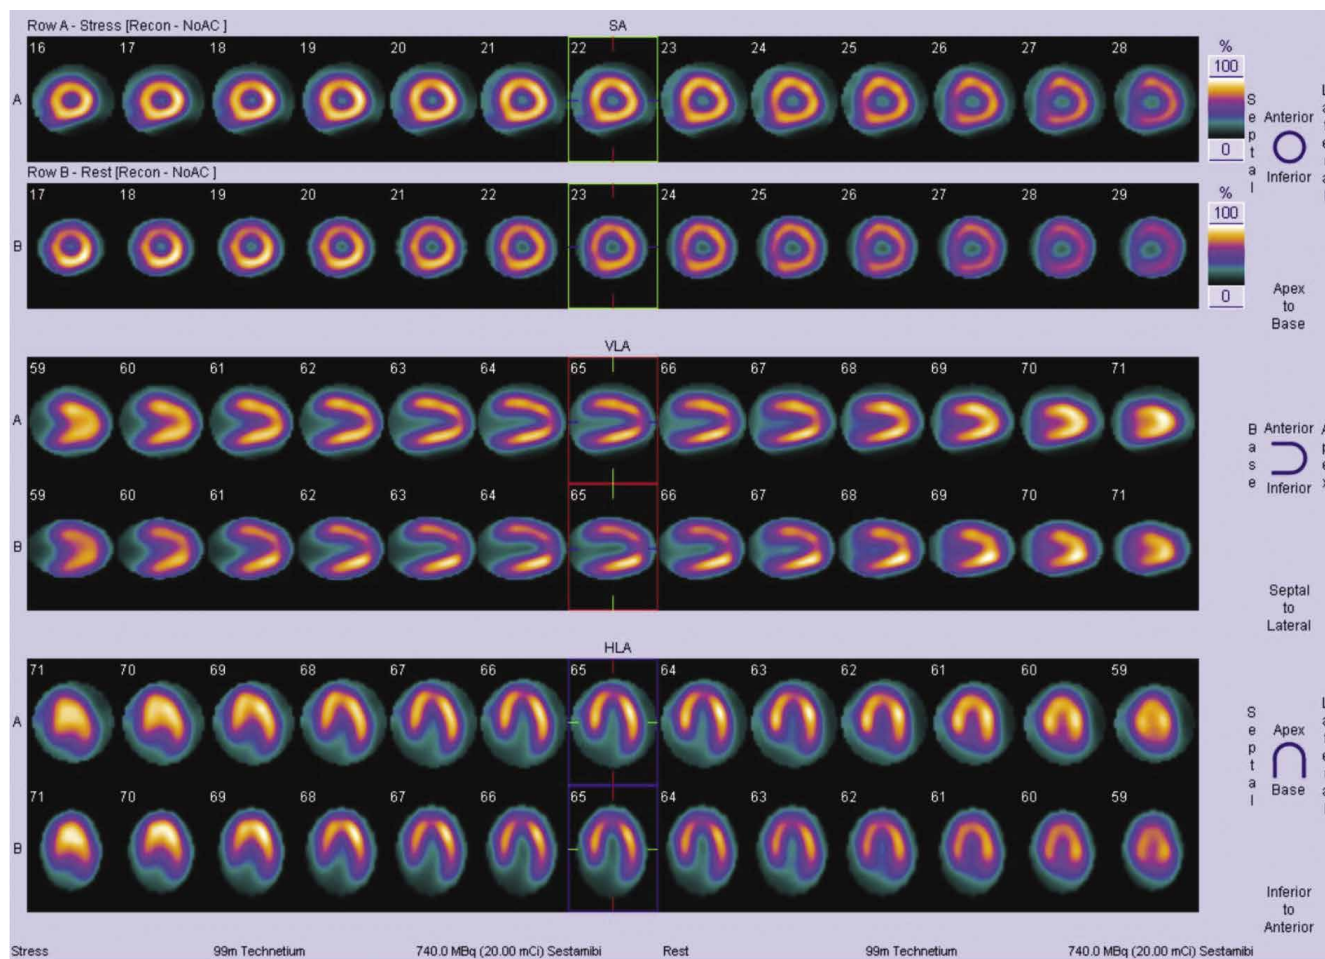 Row A - Stress [Recon - NoAC ]
SA
16 17 18 19 20 21 22 23 24 25 26 27 28
A
%
100
0
Septal
Anterior
Inferior
Row B - Rest [Recon - NoAC ]
17 18 19 20 21 22 23 24 25 26 27 28 29
B
%
100
0
Apex
to
Base
VLA
59 60 61 62 63 64 65 66 67 68 69 70 71
A
Base
Anterior
Inferior
59 60 61 62 63 64 65 66 67 68 69 70 71
B
Septal
to
Lateral
HLA
71 70 69 68 67 66 65 64 63 62 61 60 59
A
Septal
Apex
Base
71 70 69 68 67 66 65 64 63 62 61 60 59
B
Inferior
to
Anterior
Stress 99m Technetium 740.0 MBq (20.00 mCi) Sestamibi Rest 99m Technetium 740.0 MBq (20.00 mCi) Sestamibi